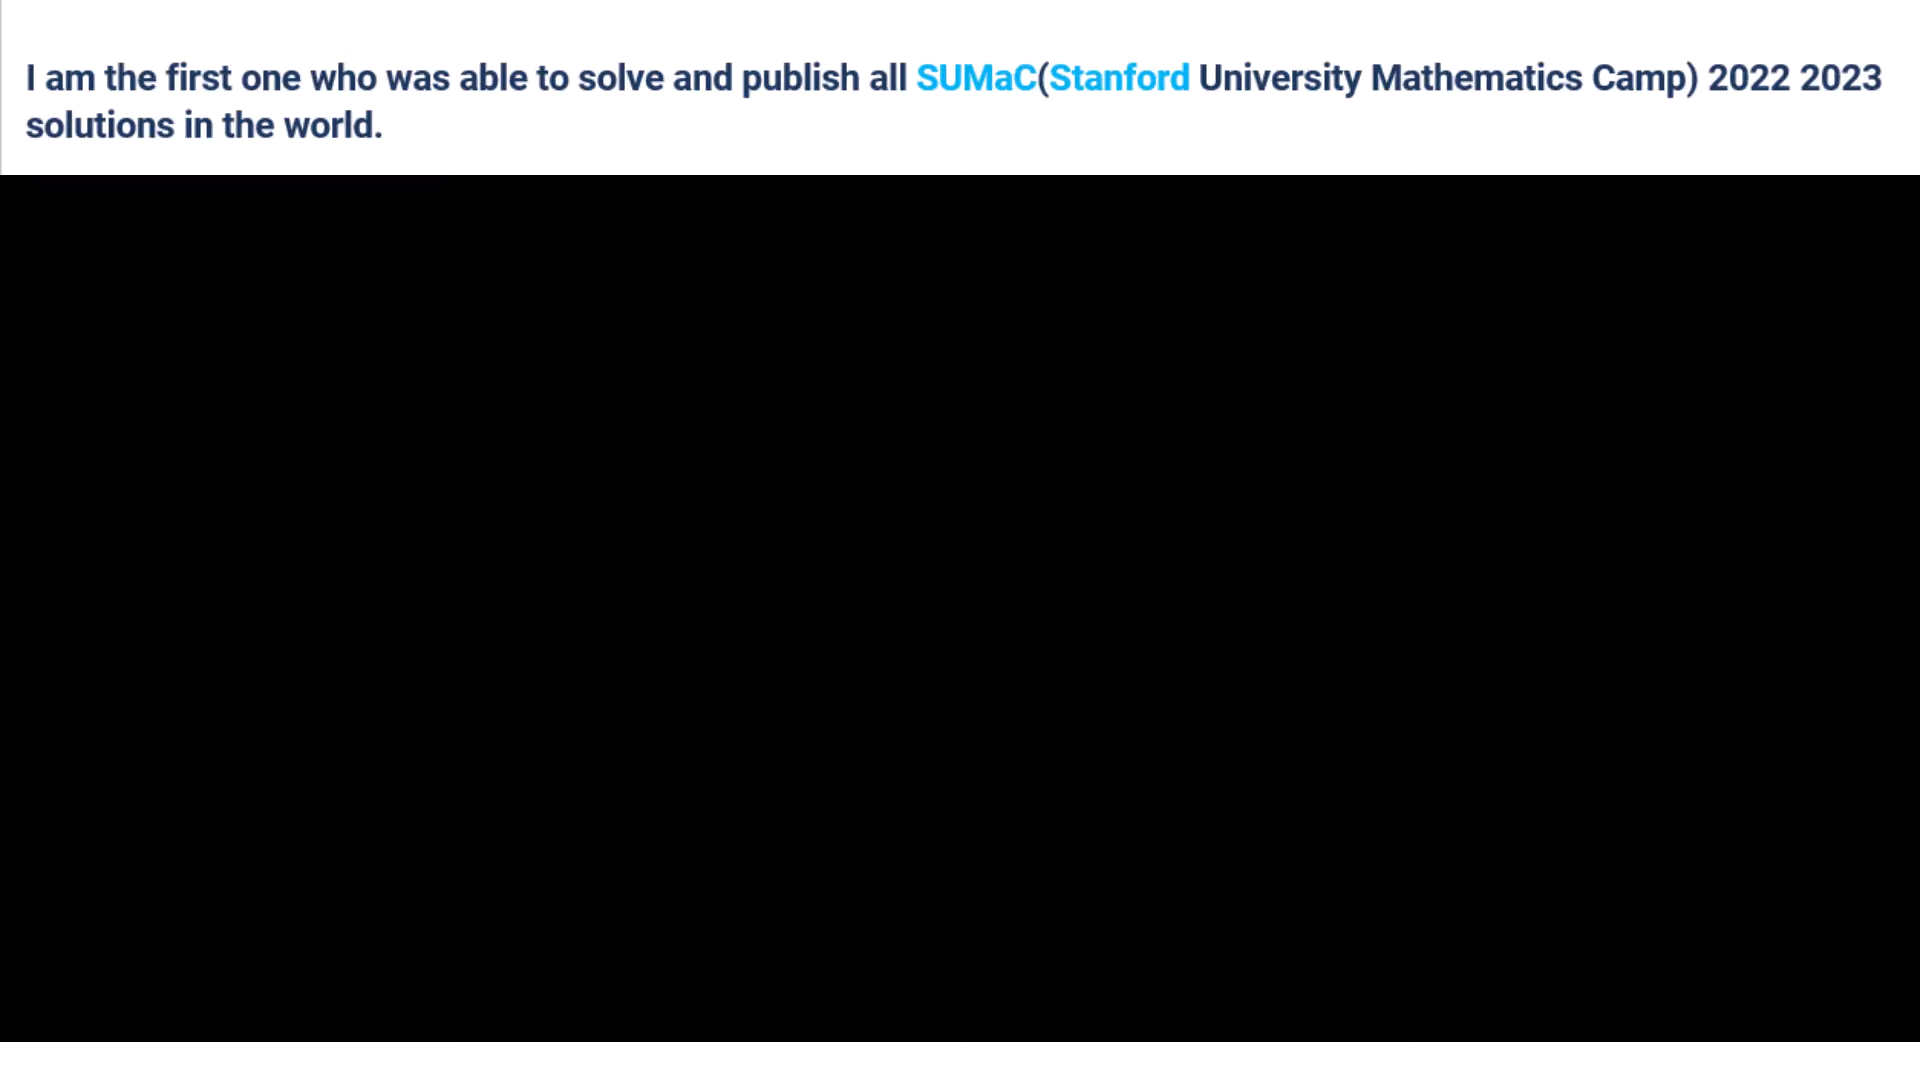 I am the first one who was able to solve and publish all SUMaC(Stanford University Mathematics Camp) 2022 2023
solutions in the world.